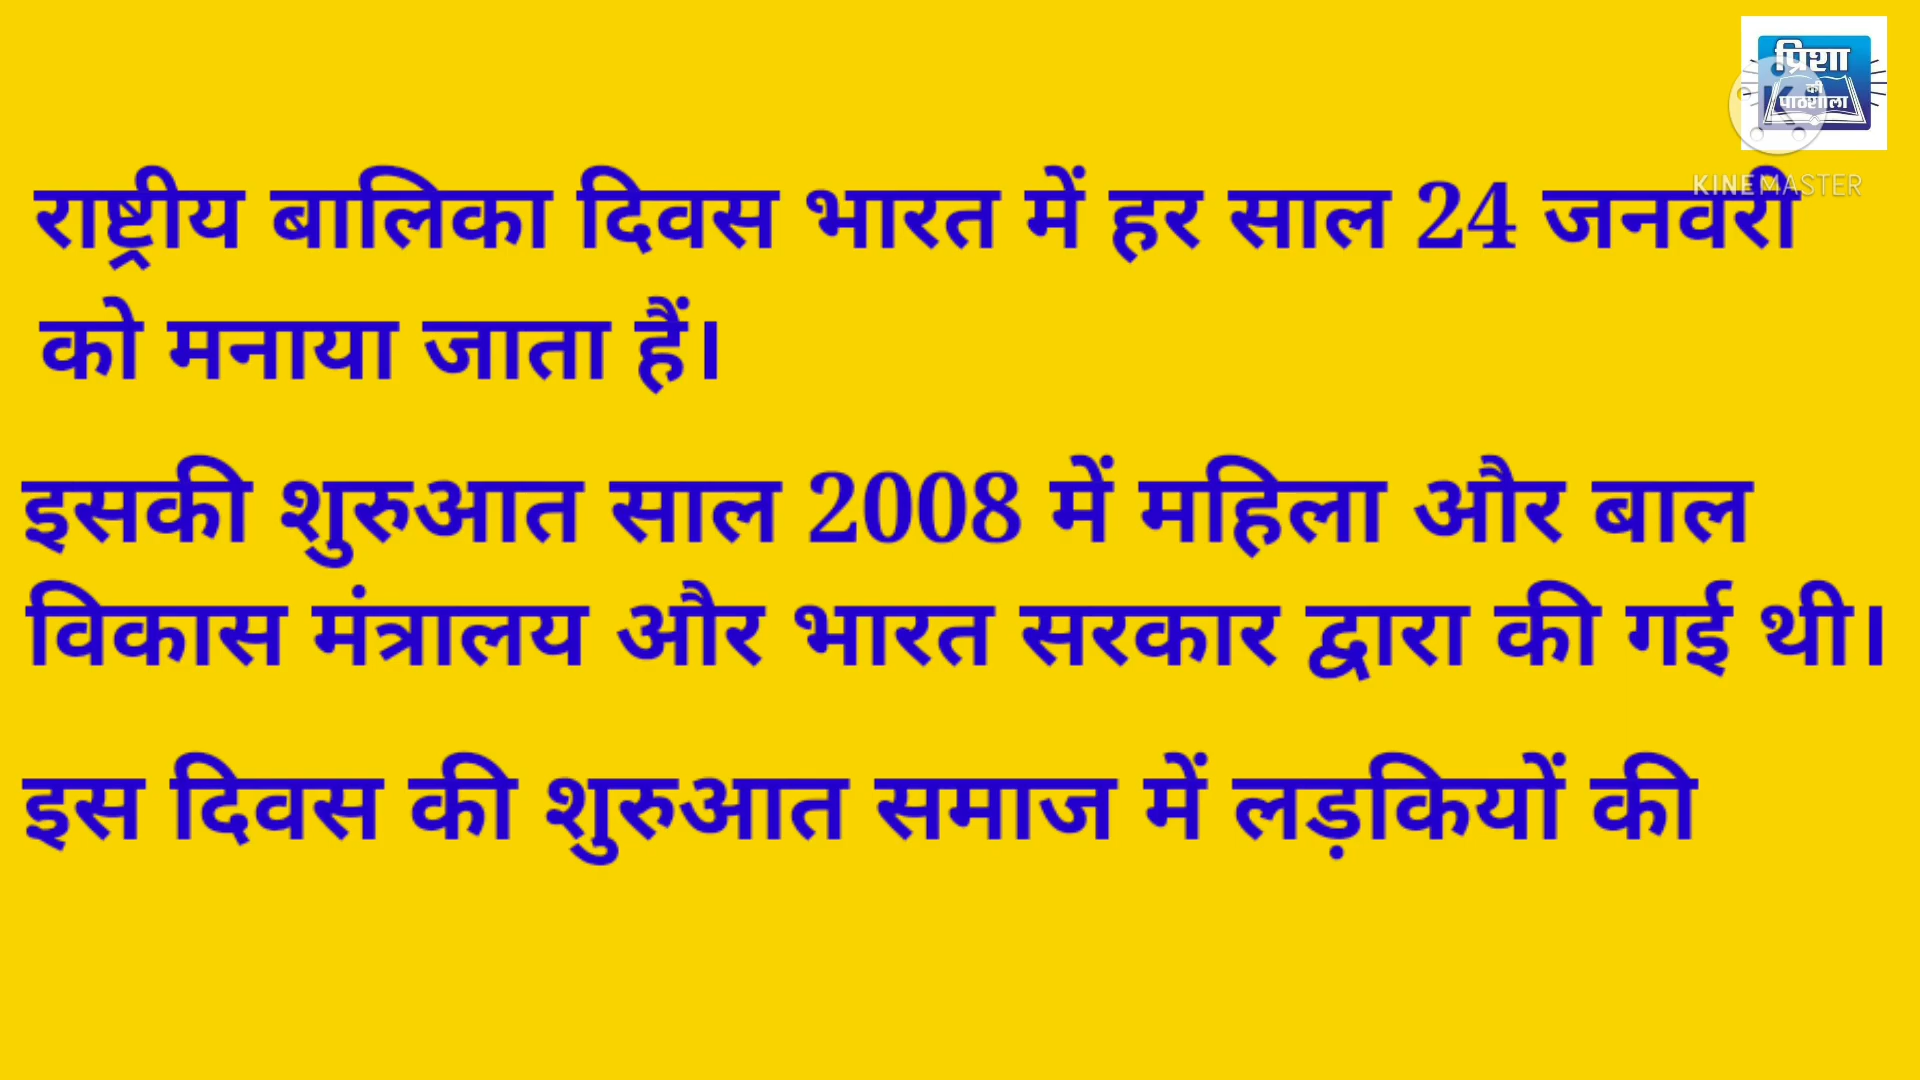 प्रिशा
की
पाठशाला
KINEMASTER
राष्ट्रीय बालिका दिवस भारत में हर साल 24 जनवरी
को मनाया जाता हैं।
इसकी शुरुआत साल 2008 में महिला और बाल
विकास मंत्रालय और भारत सरकार द्वारा की गई थी।
इस दिवस की शुरुआत समाज में लड़कियों की